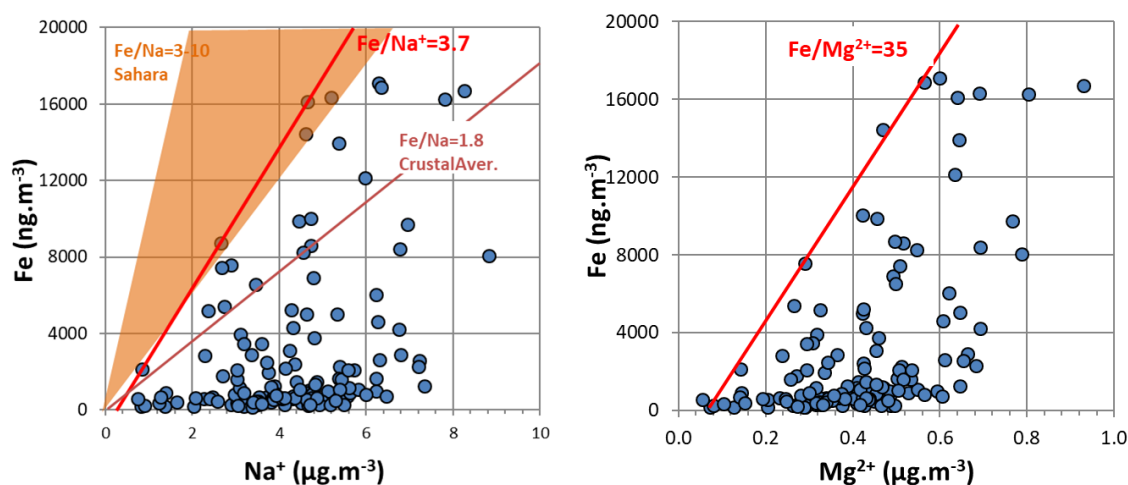 20000
16000
12000
8000
4000
0
Fe (ng.m⁻³)
Fe/Na=3-10
Sahara
Fe/Na⁺=3.7
Fe/Na=1.8
CrustalAver.
0
2
4
6
8
10
Na⁺ (µg.m⁻³)
20000
16000
12000
8000
4000
0
Fe (ng.m⁻³)
Fe/Mg²⁺=35
0.0
0.2
0.4
0.6
0.8
1.0
Mg²⁺ (µg.m⁻³)